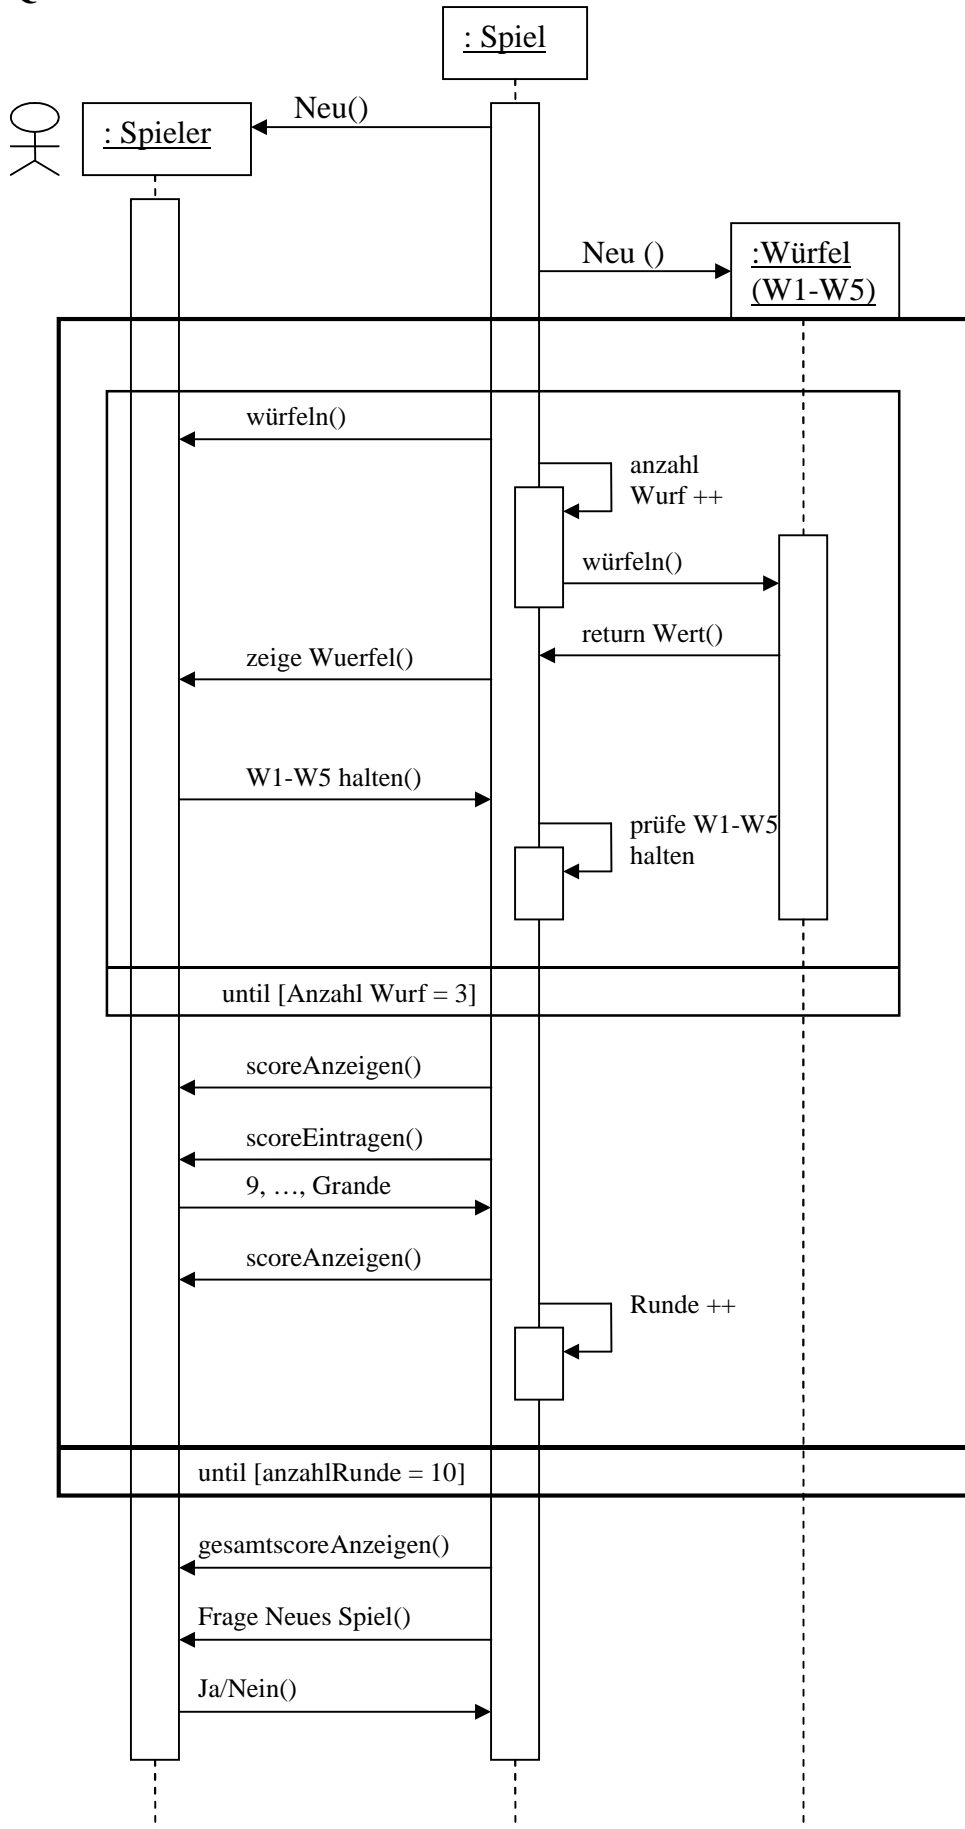 : Spiel
Neu()
: Spieler
Neu ()
:Würfel
(W1-W5)
würfeln()
anzahl
Wurf ++
würfeln()
return Wert()
zeige Wuerfel()
W1-W5 halten()
prüfe W1-W5
halten
until [Anzahl Wurf = 3]
scoreAnzeigen()
scoreEintragen()
9, …, Grande
scoreAnzeigen()
Runde ++
until [anzahlRunde = 10]
gesamtscoreAnzeigen()
Frage Neues Spiel()
Ja/Nein()